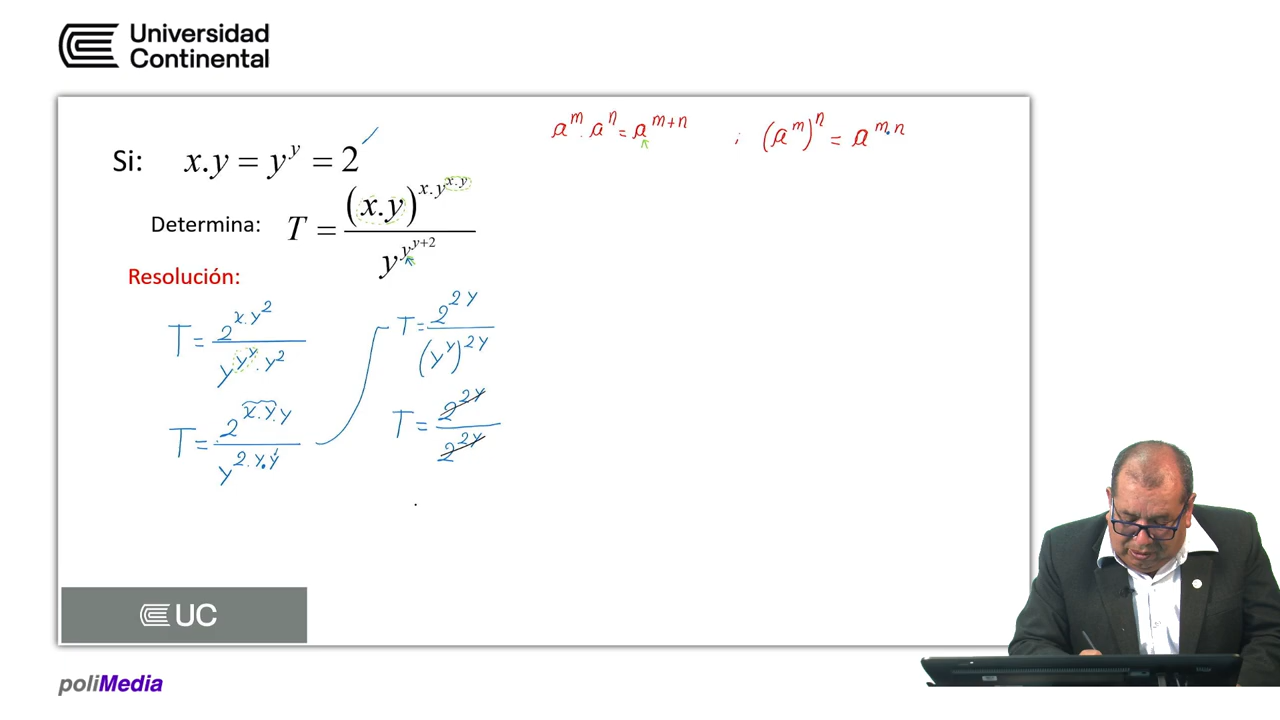 Universidad
Continental
Si: x.y = y^y = 2
a^m . a^n = a^{m+n} ; (a^m)^n = a^{m.n}
Determina: T = (x.y)^{x.y^{x.y}} / y^{y^{y+2}}
Resolución:
T = 2^{x.y^2} / y^{y^y . y^2}
T = 2^{x.y.y} / y^{2.y.y}
T = 2^{2y} / (y^y)^{2y}
T = 2^{2y} / 2^{2y}
UC
poliMedia